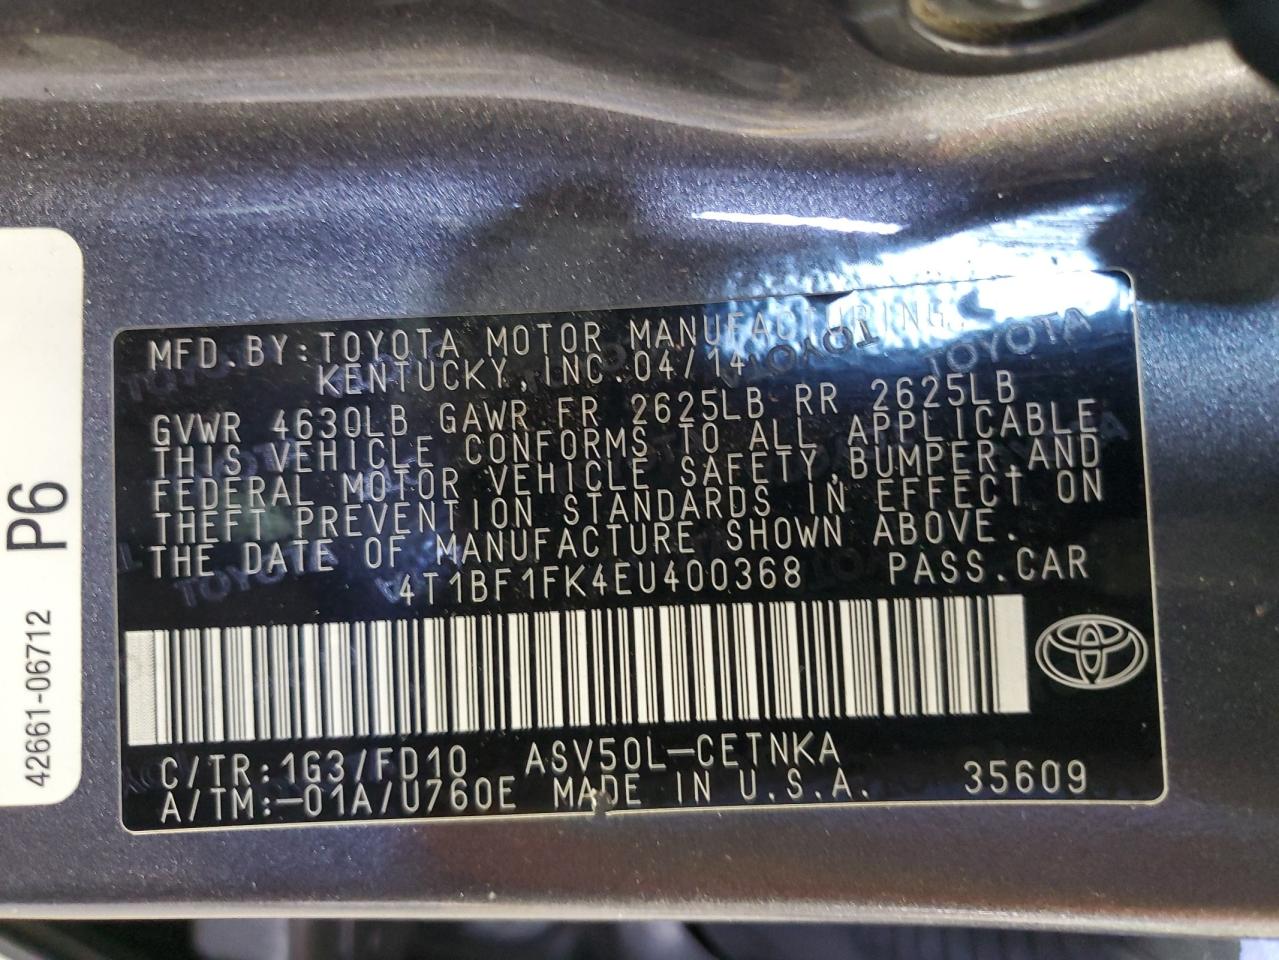 MFD.BY:TOYOTA MOTOR MANUFACTURING,
KENTUCKY,INC.04/14
GVWR 4630LB GAWR FR 2625LB RR 2625LB
THIS VEHICLE CONFORMS TO ALL APPLICABLE
FEDERAL MOTOR VEHICLE SAFETY,BUMPER,AND
THEFT PREVENTION STANDARDS IN EFFECT ON
THE DATE OF MANUFACTURE SHOWN ABOVE.
4T1BF1FK4EU400368 PASS.CAR
C/TR:1G3/FD10 ASV50L-CETNKA
A/TM:-01A/U760E MADE IN U.S.A. 35609
42661-06712 P6